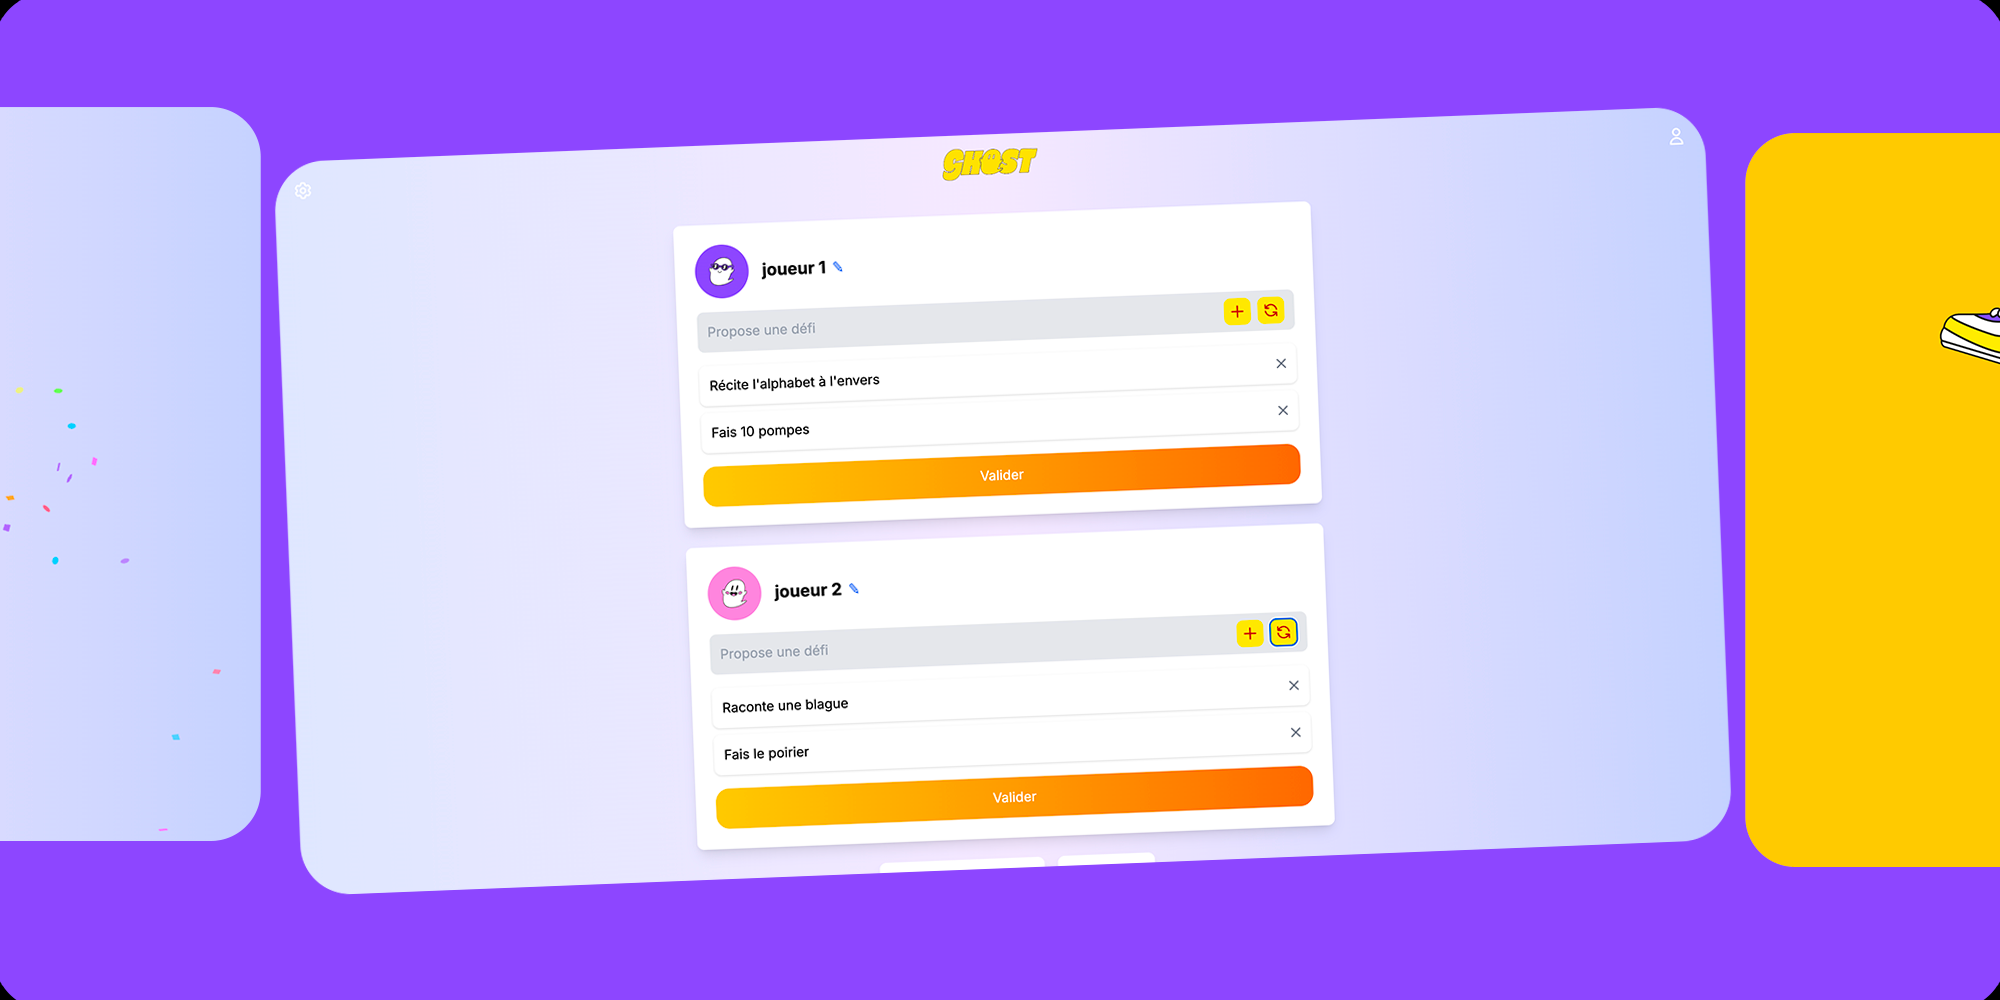 GHOST
joueur 1
Propose une défi
Récite l'alphabet à l'envers
Fais 10 pompes
Valider
joueur 2
Propose une défi
Raconte une blague
Fais le poirier
Valider